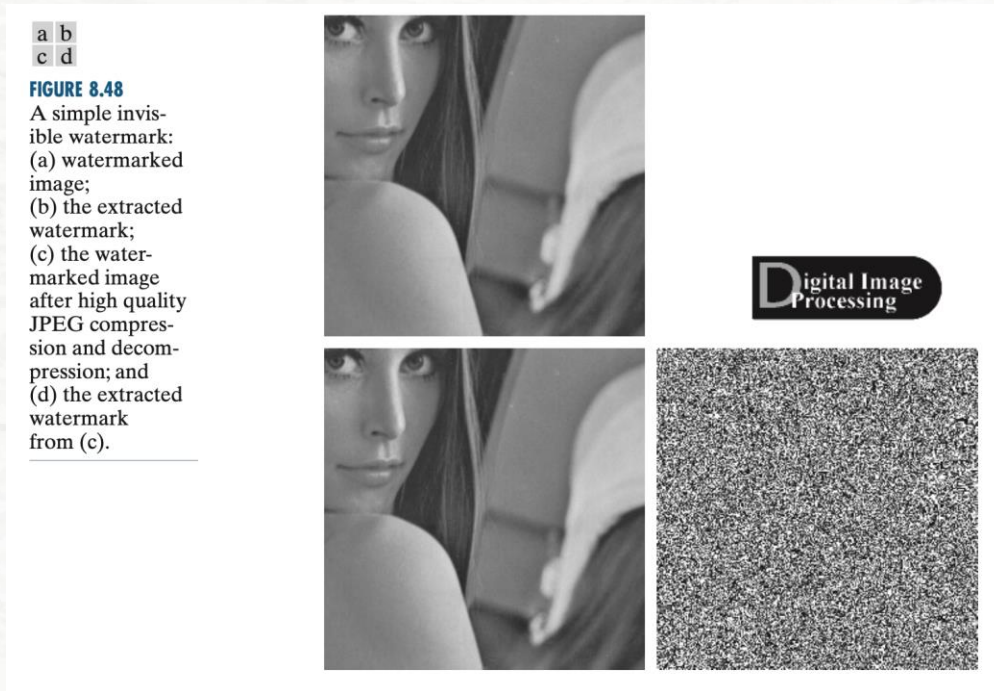 a b
c d
FIGURE 8.48
A simple invis-
ible watermark:
(a) watermarked
image;
(b) the extracted
watermark;
(c) the water-
marked image
after high quality
JPEG compres-
sion and decom-
pression; and
(d) the extracted
watermark
from (c).
Digital Image
Processing